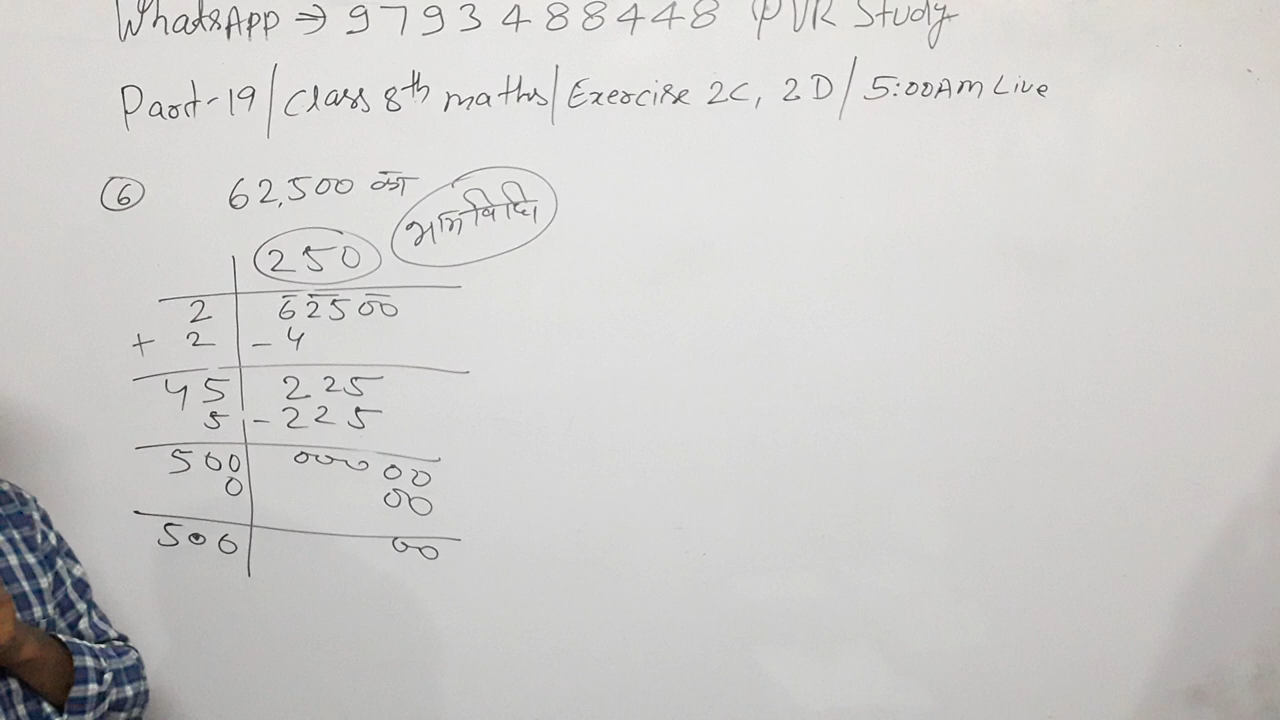 WhatsApp ⇒ 9793488448 PVR Study
Part-19/Class 8th maths/Exercise 2C, 2D/5:00AM Live
⑥ 62,500 का भागविधि
250
2 62500
+ 2 - 4
45 225
5 - 225
500 000 00
0 00
500 00